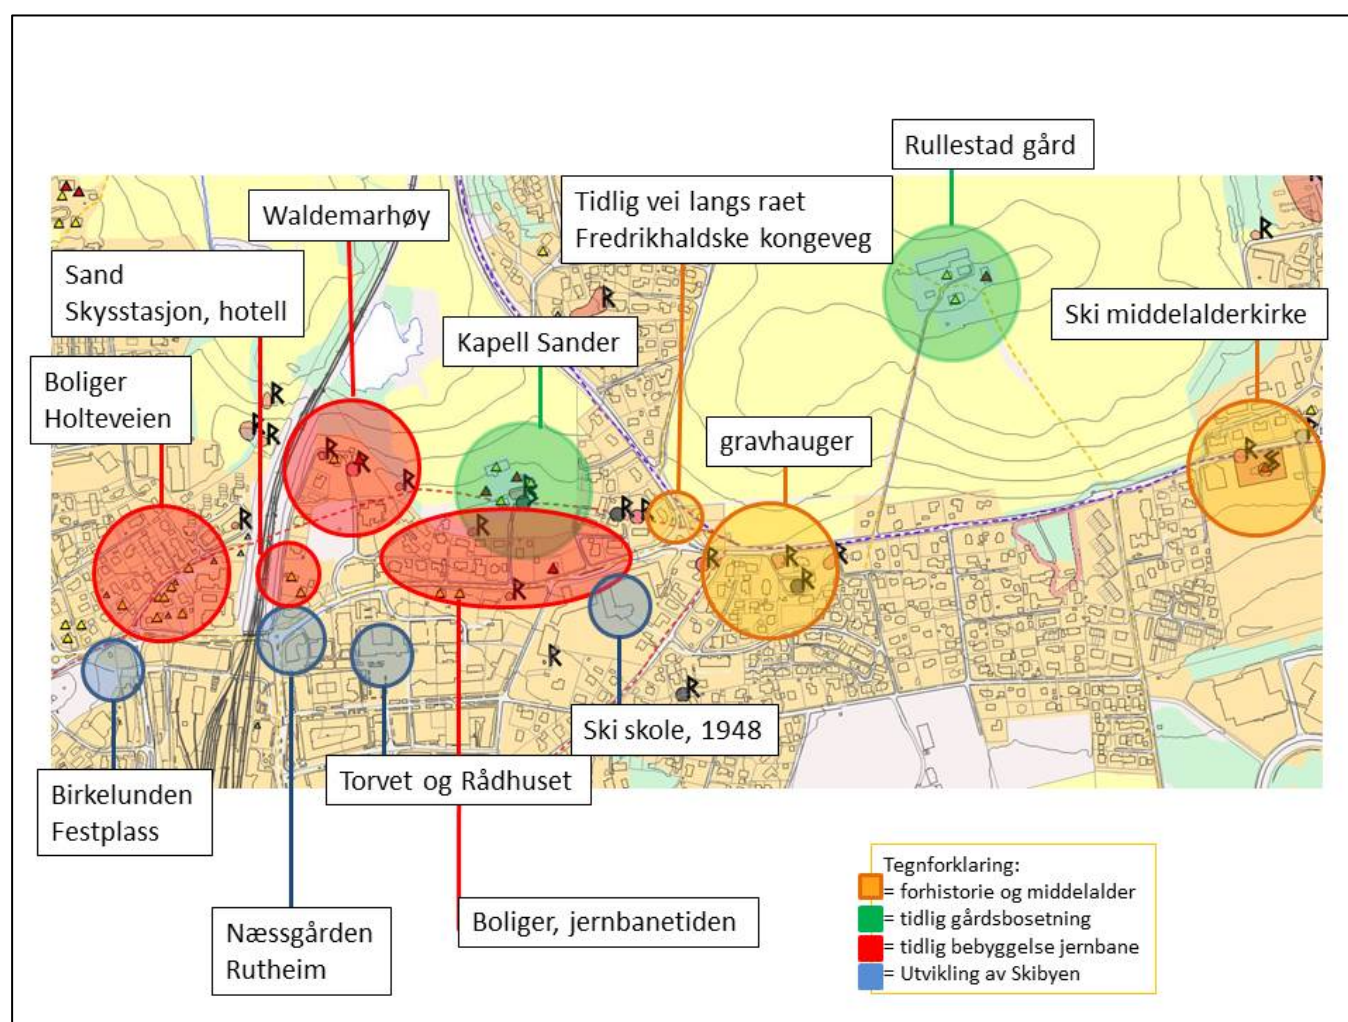 Rullestad gård
Waldemarhøy
Tidlig vei langs raet
Fredrikhaldske kongeveg
Sand
Skysstasjon, hotell
Ski middelalderkirke
Kapell Sander
Boliger
Holteveien
gravhauger
Ski skole, 1948
Torvet og Rådhuset
Birkelunden
Festplass
Næssgården
Rutheim
Boliger, jernbanetiden
Tegnforklaring:
= forhistorie og middelalder
= tidlig gårdsbosetning
= tidlig bebyggelse jernbane
= Utvikling av Skibyen